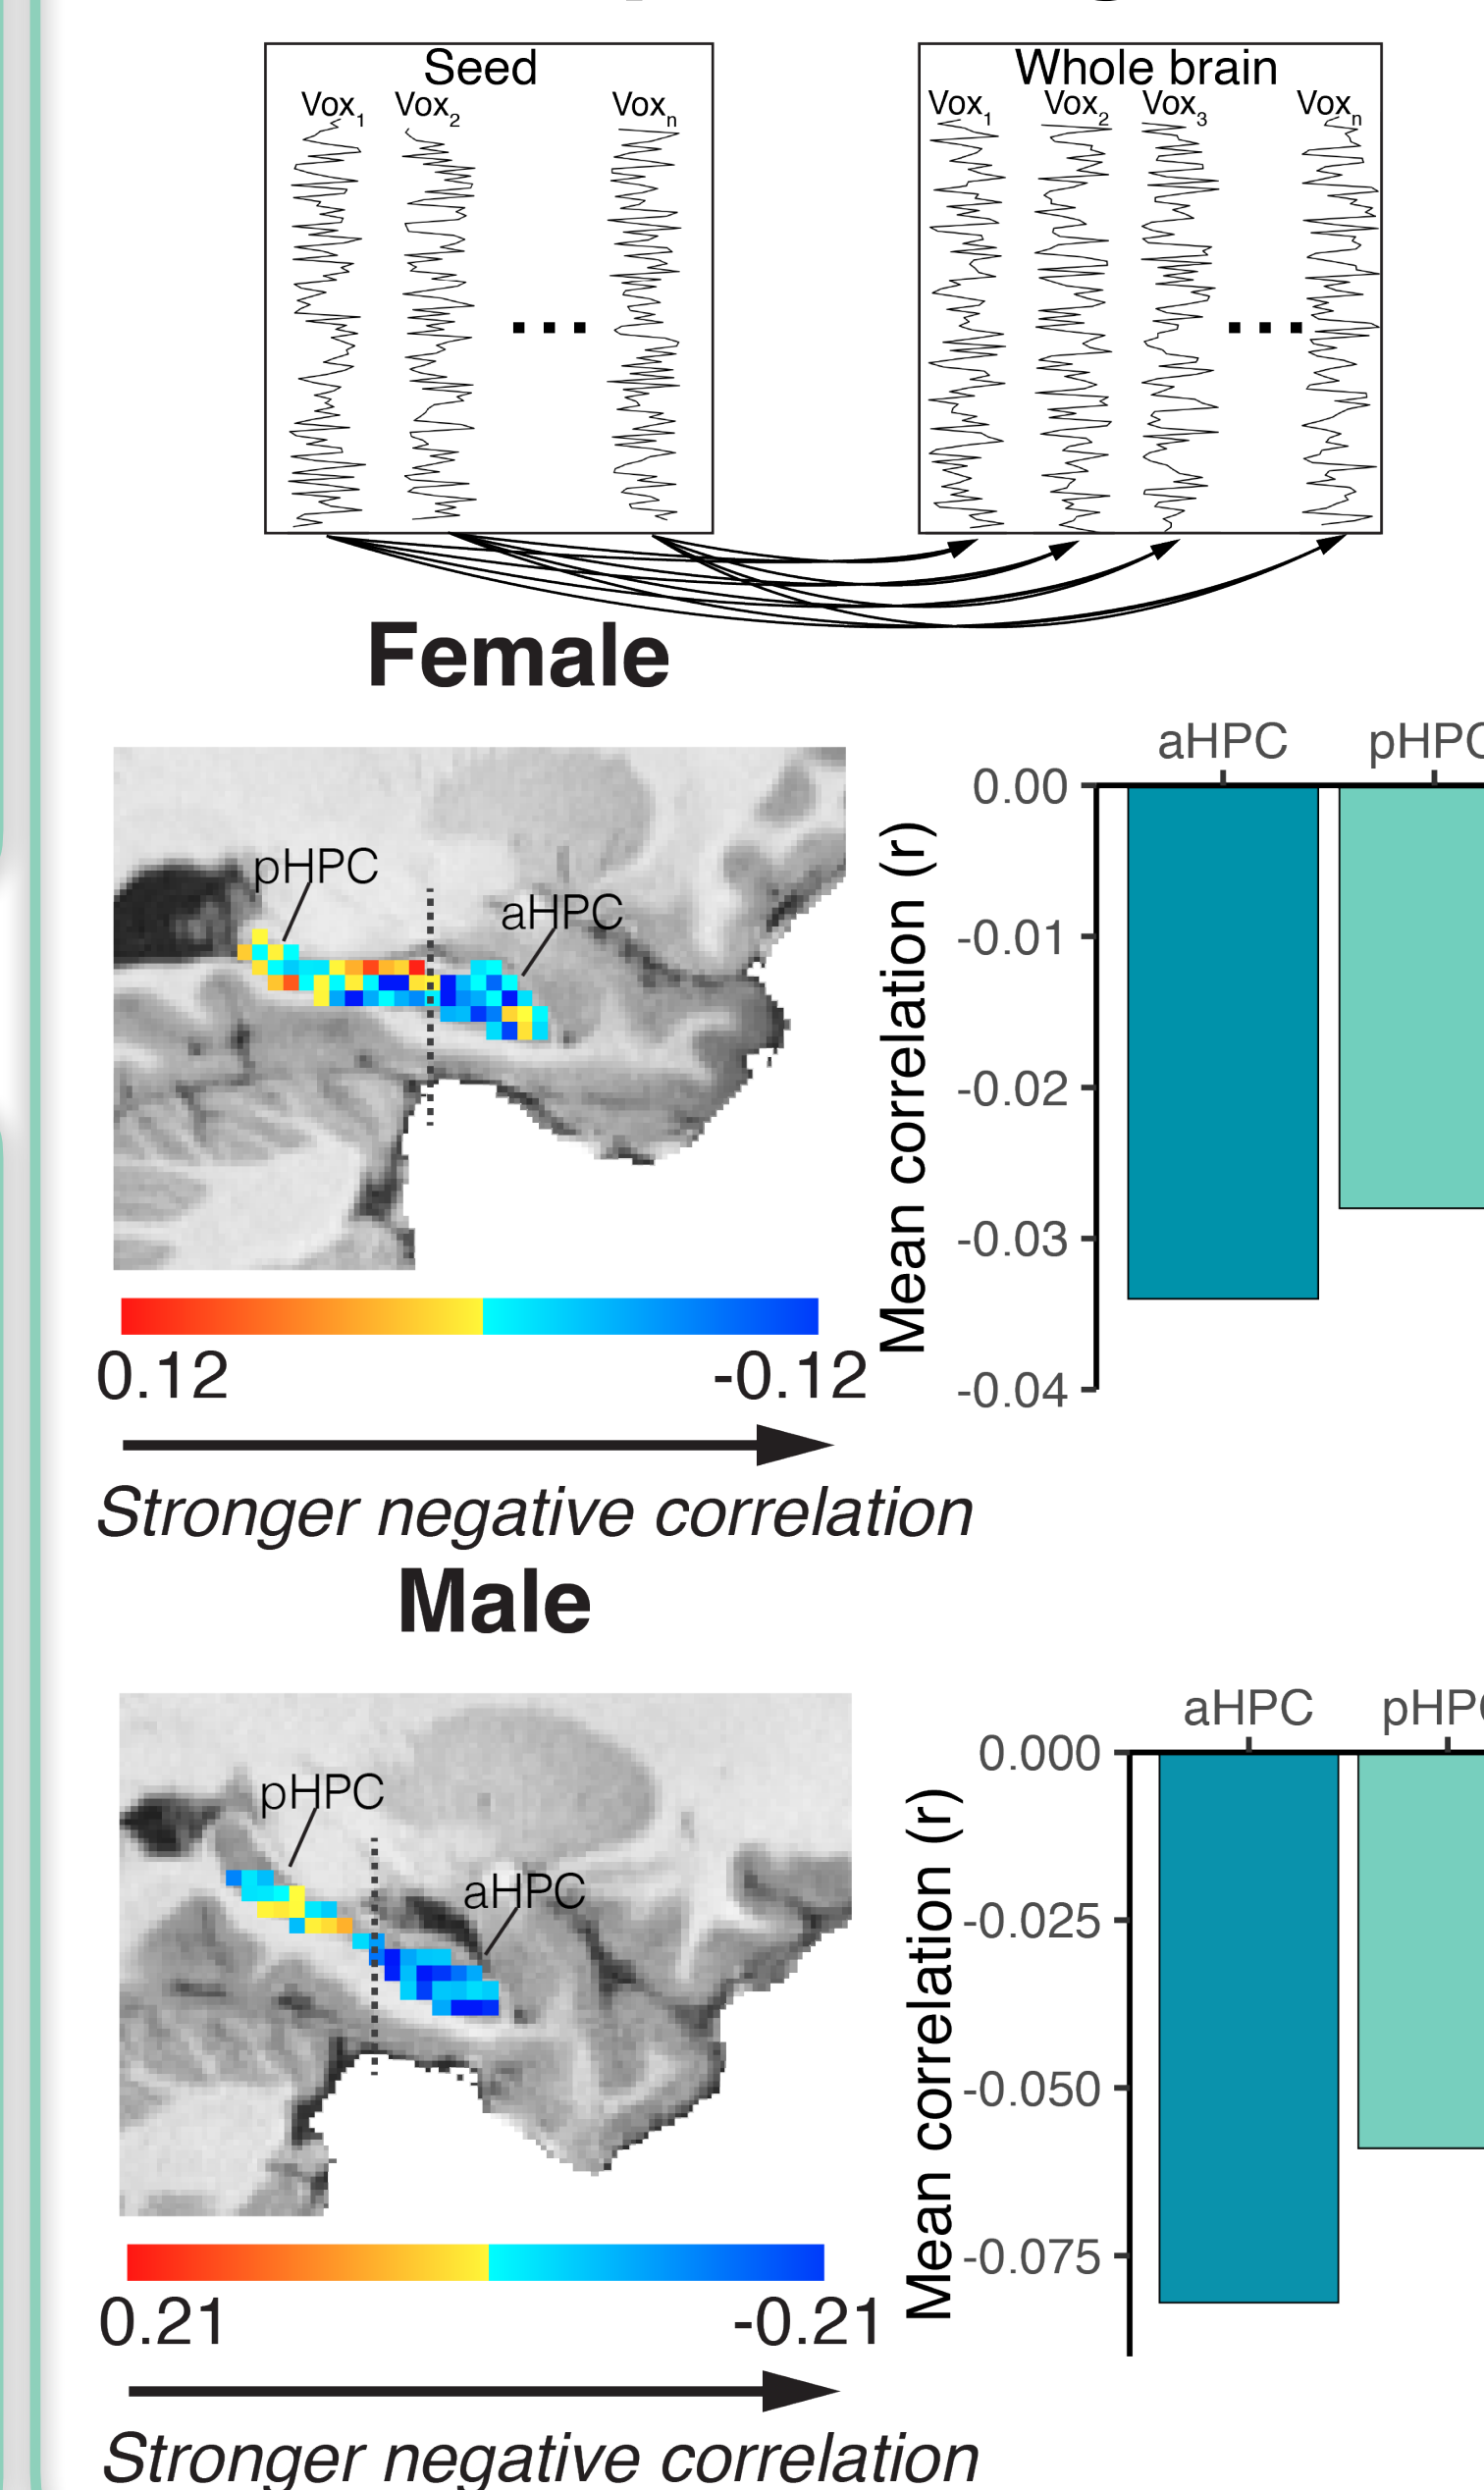 Seed
Vox1 Vox2 Voxn
Whole brain
Vox1 Vox2 Vox3 Voxn
Female
pHPC
aHPC
0.12 -0.12
Stronger negative correlation
aHPC
Mean correlation (r)
0.00
-0.01
-0.02
-0.03
-0.04
Male
pHPC
aHPC
0.21 -0.21
Stronger negative correlation
aHPC
Mean correlation (r)
0.000
-0.025
-0.050
-0.075